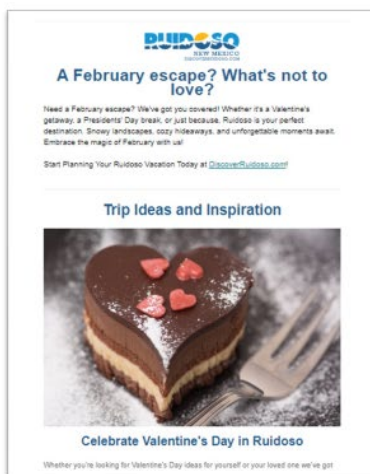 RUIDOSO
NEW MEXICO
DISCOVERRUIDOSO.COM
A February escape? What's not to
love?
Need a February escape? We've got you covered! Whether it's a Valentine's
getaway, a Presidents' Day break, or just because, Ruidoso is your perfect
destination. Snowy landscapes, cozy hideaways, and unforgettable moments await.
Embrace the magic of February with us!
Start Planning Your Ruidoso Vacation Today at DiscoverRuidoso.com!
Trip Ideas and Inspiration
Celebrate Valentine's Day in Ruidoso
Whether you're looking for Valentine's Day ideas for yourself or your loved one we've got